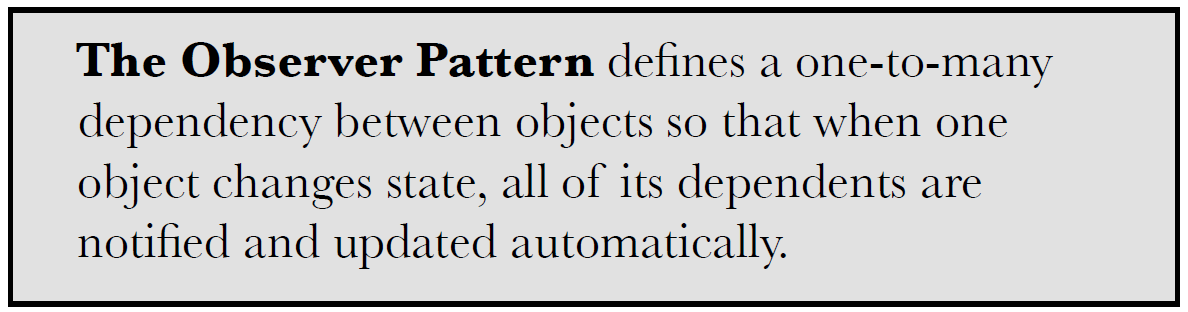 The Observer Pattern defines a one-to-many
dependency between objects so that when one
object changes state, all of its dependents are
notified and updated automatically.